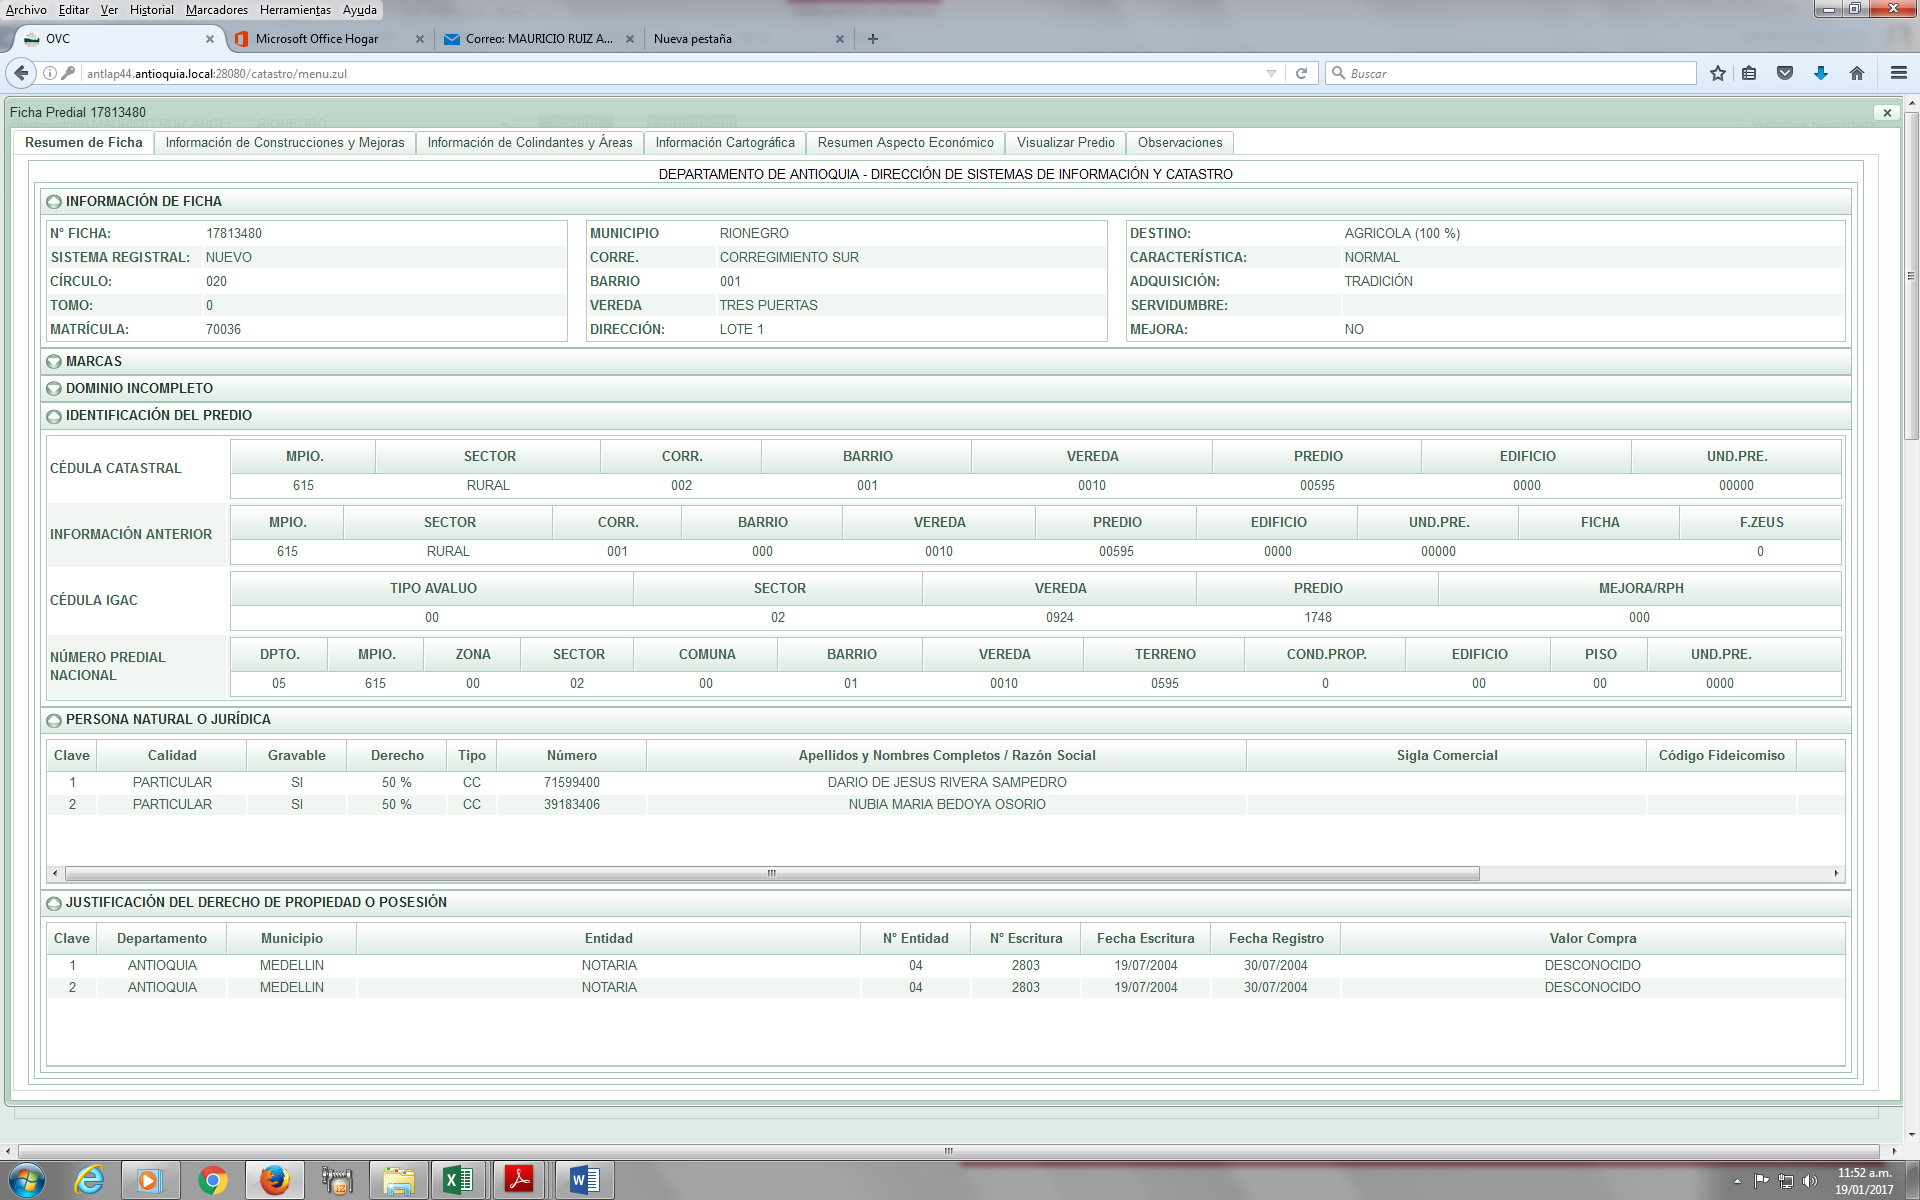 Archivo Editar Ver Historial Marcadores Herramientas Ayuda
OVC Microsoft Office Hogar Correo: MAURICIO RUIZ A... Nueva pestaña
antlap44.antioquia.local:28080/catastro/menu.zul Buscar
Ficha Predial 17813480
Resumen de Ficha Información de Construcciones y Mejoras Información de Colindantes y Áreas Información Cartográfica Resumen Aspecto Económico Visualizar Predio Observaciones
DEPARTAMENTO DE ANTIOQUIA - DIRECCIÓN DE SISTEMAS DE INFORMACIÓN Y CATASTRO
INFORMACIÓN DE FICHA
N° FICHA: 17813480 MUNICIPIO RIONEGRO DESTINO: AGRICOLA (100 %)
SISTEMA REGISTRAL: NUEVO CORRE. CORREGIMIENTO SUR CARACTERÍSTICA: NORMAL
CÍRCULO: 020 BARRIO 001 ADQUISICIÓN: TRADICIÓN
TOMO: 0 VEREDA TRES PUERTAS SERVIDUMBRE:
MATRÍCULA: 70036 DIRECCIÓN: LOTE 1 MEJORA: NO
MARCAS
DOMINIO INCOMPLETO
IDENTIFICACIÓN DEL PREDIO
CÉDULA CATASTRAL
MPIO. SECTOR CORR. BARRIO VEREDA PREDIO EDIFICIO UND.PRE.
615 RURAL 002 001 0010 00595 0000 00000
INFORMACIÓN ANTERIOR
MPIO. SECTOR CORR. BARRIO VEREDA PREDIO EDIFICIO UND.PRE. FICHA F.ZEUS
615 RURAL 001 000 0010 00595 0000 00000 0
CÉDULA IGAC
TIPO AVALUO SECTOR VEREDA PREDIO MEJORA/RPH
00 02 0924 1748 000
NÚMERO PREDIAL NACIONAL
DPTO. MPIO. ZONA SECTOR COMUNA BARRIO VEREDA TERRENO COND.PROP. EDIFICIO PISO UND.PRE.
05 615 00 02 00 01 0010 0595 0 00 00 0000
PERSONA NATURAL O JURÍDICA
Clave Calidad Gravable Derecho Tipo Número Apellidos y Nombres Completos / Razón Social Sigla Comercial Código Fideicomiso
1 PARTICULAR SI 50 % CC 71599400 DARIO DE JESUS RIVERA SAMPEDRO
2 PARTICULAR SI 50 % CC 39183406 NUBIA MARIA BEDOYA OSORIO
JUSTIFICACIÓN DEL DERECHO DE PROPIEDAD O POSESIÓN
Clave Departamento Municipio Entidad N° Entidad N° Escritura Fecha Escritura Fecha Registro Valor Compra
1 ANTIOQUIA MEDELLIN NOTARIA 04 2803 19/07/2004 30/07/2004 DESCONOCIDO
2 ANTIOQUIA MEDELLIN NOTARIA 04 2803 19/07/2004 30/07/2004 DESCONOCIDO
11:52 a.m.
19/01/2017